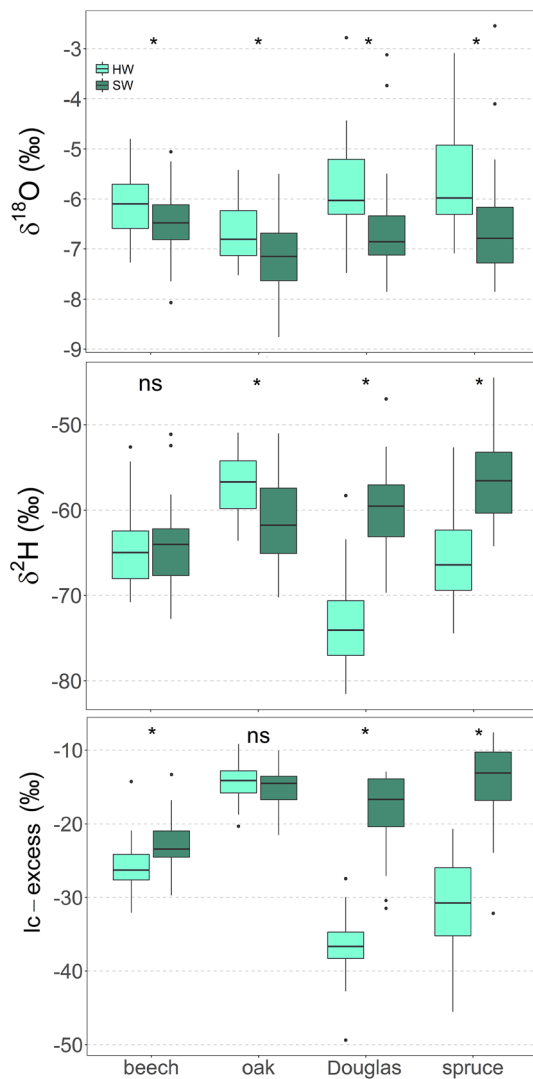 * * * *
-3
HW
SW
-4
-5
-6
-7
-8
-9
δ¹⁸O (‰)
ns * * *
-50
-60
-70
-80
δ²H (‰)
* ns * *
-10
-20
-30
-40
-50
lc−excess (‰)
beech oak Douglas spruce